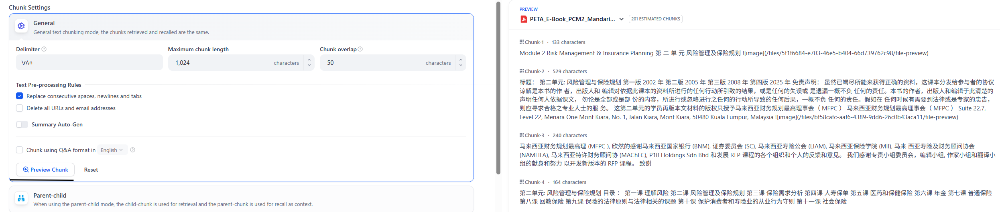 Chunk Settings
General
General text chunking mode, the chunks retrieved and recalled are the same.
Delimiter
Maximum chunk length
Chunk overlap
\n\n
1,024
characters
50
characters
Text Pre-processing Rules
Replace consecutive spaces, newlines and tabs
Delete all URLs and email addresses
Summary Auto-Gen
Chunk using Q&A format in English
Preview Chunk
Reset
Parent-child
When using the parent-child mode, the child-chunk is used for retrieval and the parent-chunk is used for recall as context.
PREVIEW
PETA_E-Book_PCM2_Mandari... 201 ESTIMATED CHUNKS
Chunk-1 · 133 characters
Module 2 Risk Management & Insurance Planning 第 二 单 元 风险管理及保险规划 ![image](/files/5f1f6684-e703-46e5-b404-66d739762c98/file-preview)
Chunk-2 · 529 characters
标题： 第二单元: 风险管理与保险规划 第一版 2002 年 第二版 2005 年 第三版 2008 年 第四版 2025 年 免责声明： 虽然已竭尽所能来获得正确的资料，这课本分发给参与者的协议
谅解是本书的作 者，出版人和 编辑对依据此课本的资料所进行的任何行动所引致的结果，或是任何的失误或 是遗漏一概不负 任何的责任。本书的作者，出版人和编辑于此清楚的
声明任何人依据课文， 勿论是全部或是部 份的内容，所进行或忽略进行之任何的行动所导致的任何后果，一概不负 任何的责任。假如在 任何时候有需要到法律或是专家的忠告，
则应寻求合格之专业人士的服 务。 这第二单元的学员再版本文材料的版权只授予马来西亚财务规划最高理事会（ MFPC ） 马来西亚财务规划最高理事会（ MFPC ） Suite 22.7,
Level 22, Menara One Mont Kiara, No. 1, Jalan Kiara, Mont Kiara, 50480 Kuala Lumpur, Malaysia ![image](/files/bf58cafc-aaf6-4389-9dd6-26c0b43aca11/file-preview)
Chunk-3 · 240 characters
马来西亚财务规划最高理 (MFPC ), 欣然的感谢马来西亚国家银行 (BNM), 证券委员会 (SC), 马来西亚寿险公会 (LIAM), 马来西亚保险学院 (MII), 马来 西亚寿险及财务顾问协会
(NAMLIFA), 马来西亚特许财务顾问协 (MAChFC), P10 Holdings Sdn Bhd 和发展 RFP 课程的各个组织和个人的反馈和意见。 我们感谢专责小组委员会，编辑小组, 作家小组和翻译小
组的献身和努力 以开发新版本的 RFP 课程。 致谢
Chunk-4 · 164 characters
第二单元: 风险管理与保险规划 目录 ： 第一课 理解风险 第二课 风险管理及保险规划 第三课 保险需求分析 第四课 人寿保单 第五课 医药和保健保险 第六课 年金 第七课 普通保险
第八课 回教保险 第九课 保险的法律原则与法律相关的课题 第十课 保护消费者和寿险业的从业行为守则 第十一课 社会保险